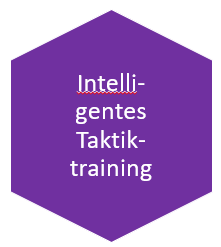 Intelli-
gentes
Taktik-
training